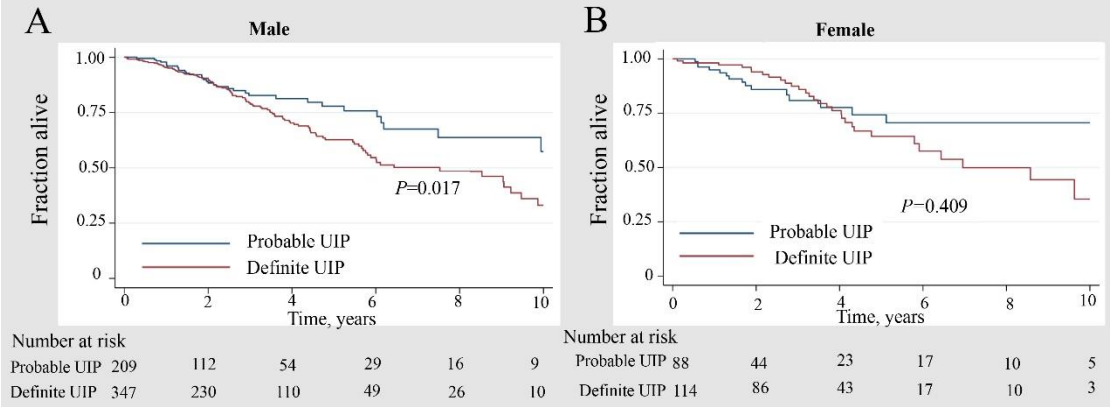 A
Male
1.00
0.75
0.50
0.25
0
Fraction alive
P=0.017
Probable UIP
Definite UIP
0 2 4 6 8 10
Time, years
Number at risk
Probable UIP 209 112 54 29 16 9
Definite UIP 347 230 110 49 26 10
B
Female
1.00
0.75
0.50
0.25
0
Fraction alive
P=0.409
Probable UIP
Definite UIP
0 2 4 6 8 10
Time, years
Number at risk
Probable UIP 88 44 23 17 10 5
Definite UIP 114 86 43 17 10 3